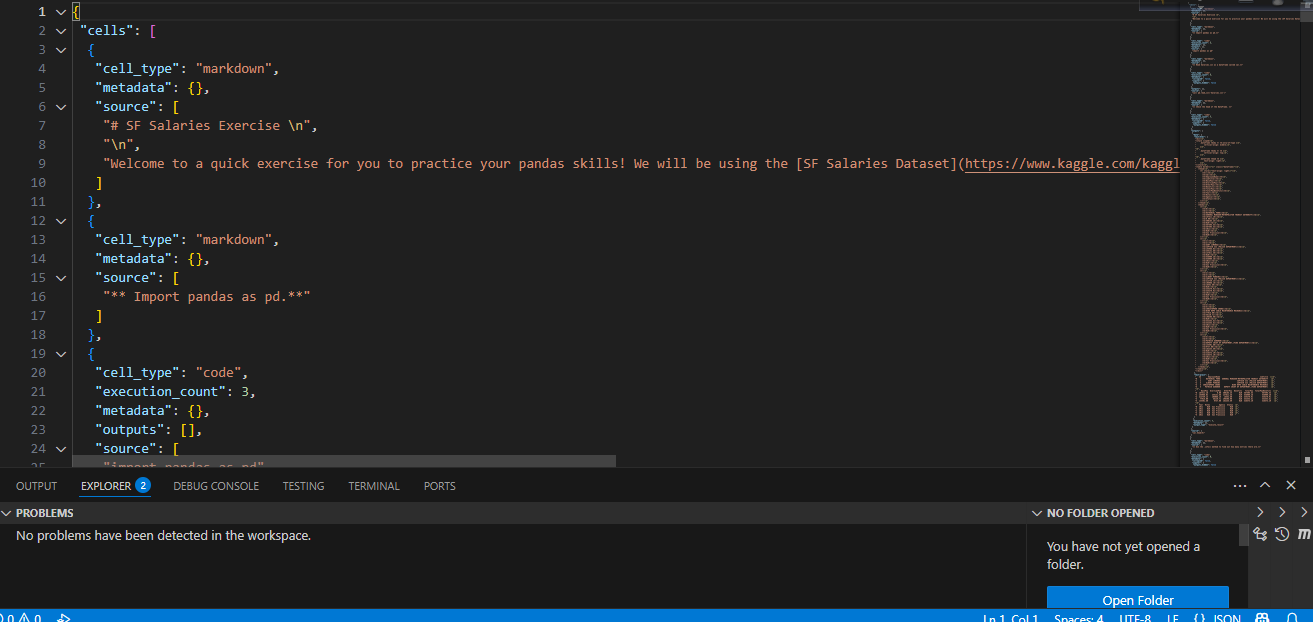 1 {
2 "cells": [
3 {
4 "cell_type": "markdown",
5 "metadata": {},
6 "source": [
7 "# SF Salaries Exercise \n",
8 "\n",
9 "Welcome to a quick exercise for you to practice your pandas skills! We will be using the [SF Salaries Dataset](https://www.kaggle.com/kaggl
10 ]
11 },
12 {
13 "cell_type": "markdown",
14 "metadata": {},
15 "source": [
16 "** Import pandas as pd.**"
17 ]
18 },
19 {
20 "cell_type": "code",
21 "execution_count": 3,
22 "metadata": {},
23 "outputs": [],
24 "source": [
25 "import pandas as pd"
OUTPUT EXPLORER 2 DEBUG CONSOLE TESTING TERMINAL PORTS
PROBLEMS
No problems have been detected in the workspace.
NO FOLDER OPENED
You have not yet opened a
folder.
Open Folder
0 0 Ln 1, Col 1 Spaces: 4 UTF-8 LF {} JSON